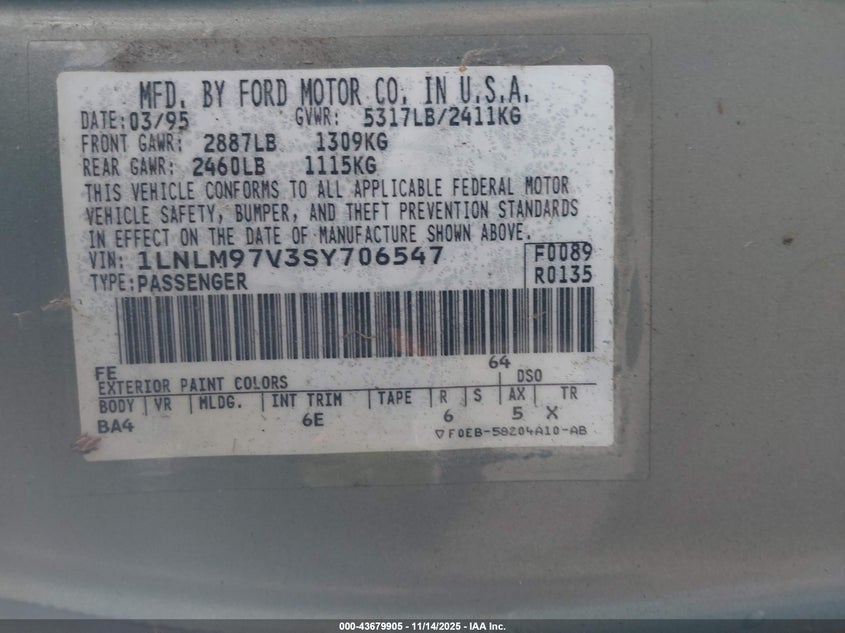 MFD. BY FORD MOTOR CO. IN U.S.A.
DATE: 03/95 GVWR: 5317LB/2411KG
FRONT GAWR: 2887LB 1309KG
REAR GAWR: 2460LB 1115KG
THIS VEHICLE CONFORMS TO ALL APPLICABLE FEDERAL MOTOR
VEHICLE SAFETY, BUMPER, AND THEFT PREVENTION STANDARDS
IN EFFECT ON THE DATE OF MANUFACTURE SHOWN ABOVE.
VIN: 1LNLM97V3SY706547 F0089
TYPE: PASSENGER R0135
FE 64
EXTERIOR PAINT COLORS DSO
BODY VR MLDG. INT TRIM TAPE R S AX TR
BA4 6E 6 5 X
▽F0EB-58204A10-AB
000-43679905 | 11/14/2025 - IAA Inc.